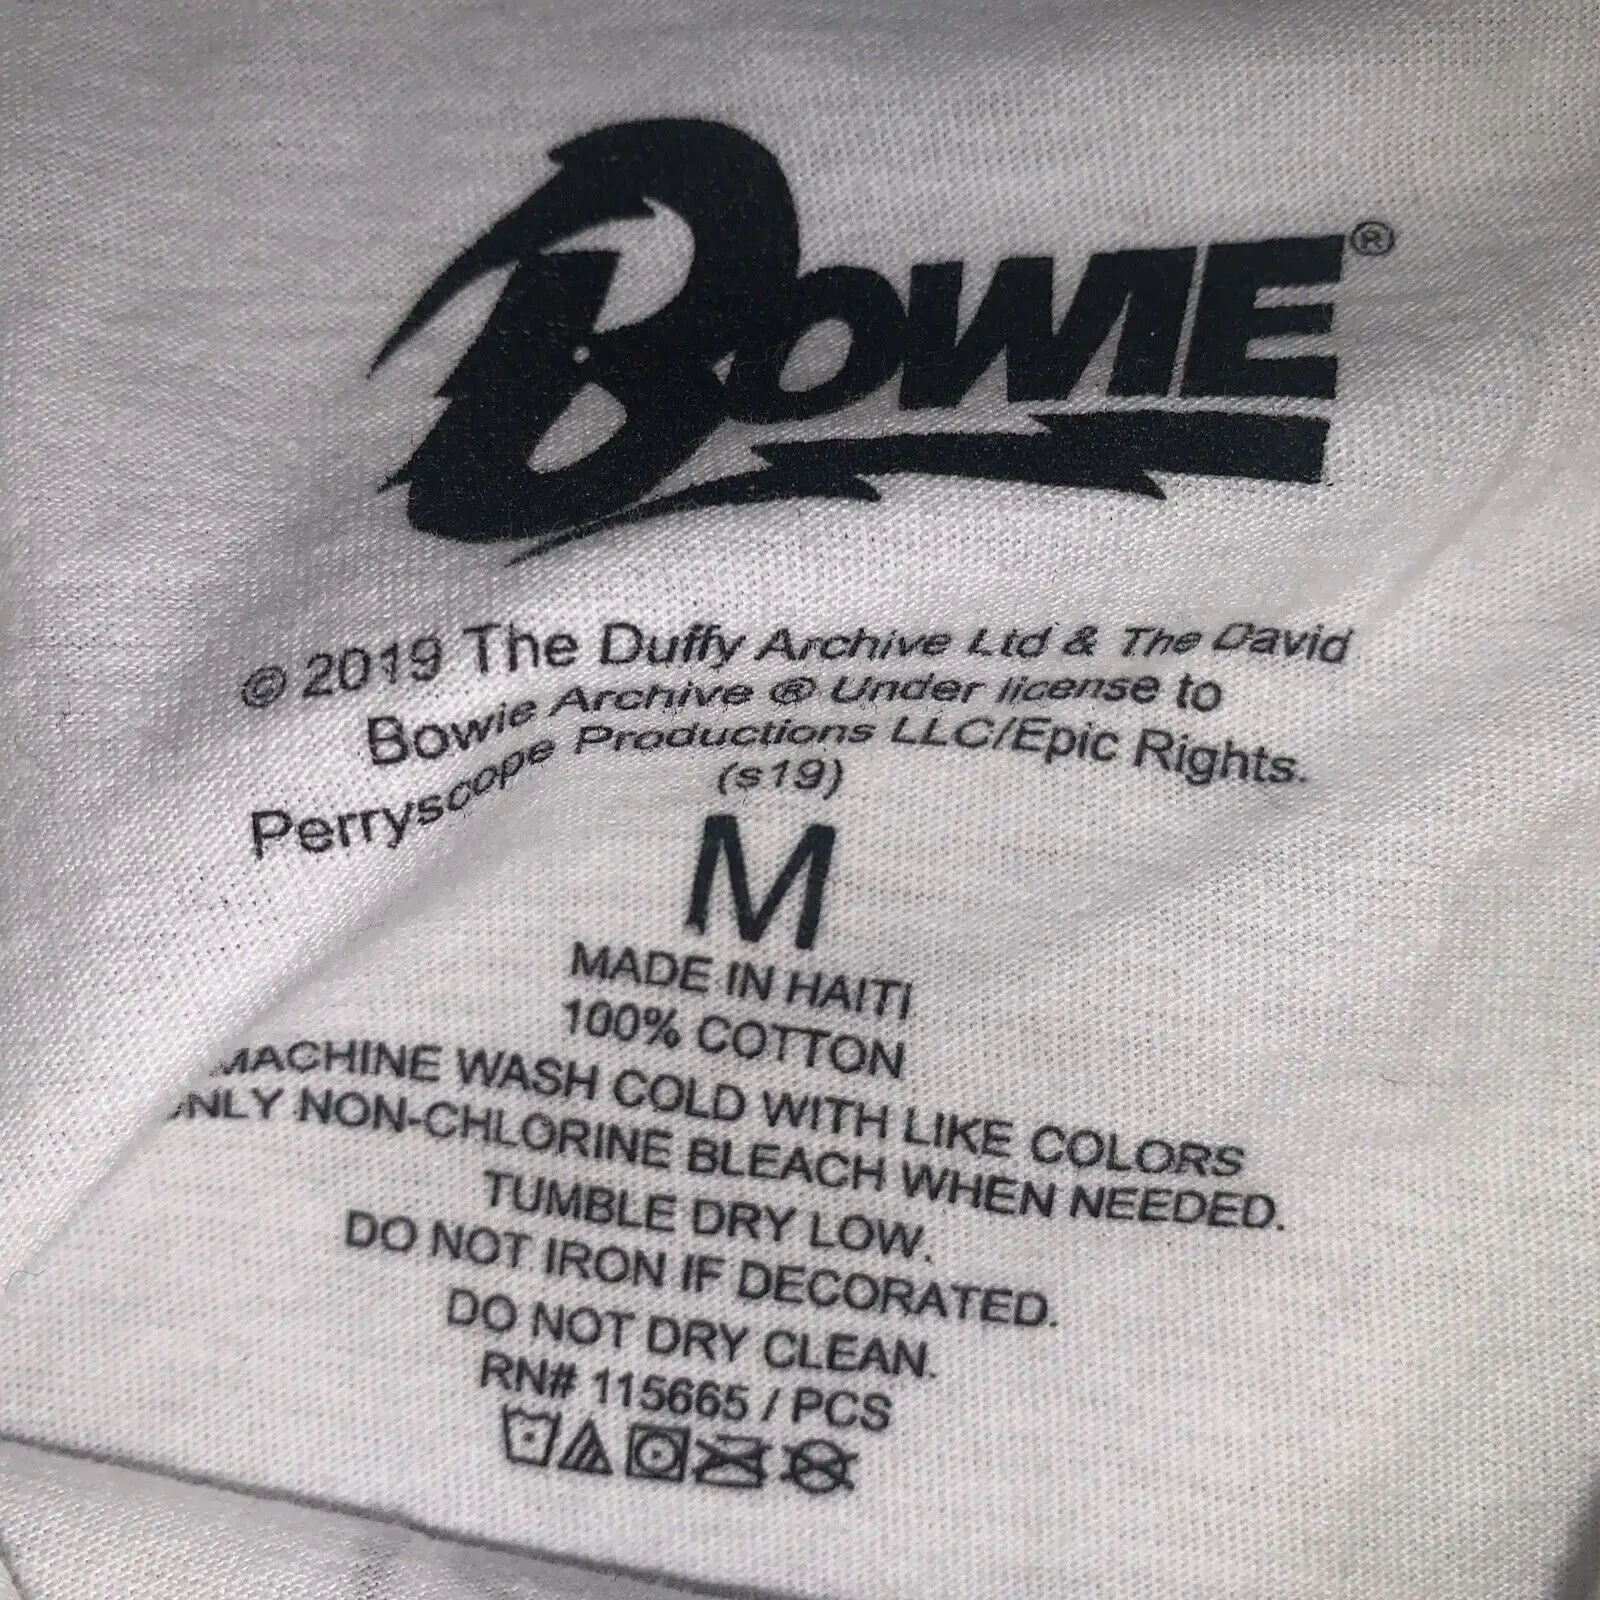 BOWIE®
© 2019 The Duffy Archive Ltd & The David
Bowie Archive ® Under license to
Perryscope Productions LLC/Epic Rights.
(s19)
M
MADE IN HAITI
100% COTTON
MACHINE WASH COLD WITH LIKE COLORS
ONLY NON-CHLORINE BLEACH WHEN NEEDED.
TUMBLE DRY LOW.
DO NOT IRON IF DECORATED.
DO NOT DRY CLEAN.
RN# 115665 / PCS